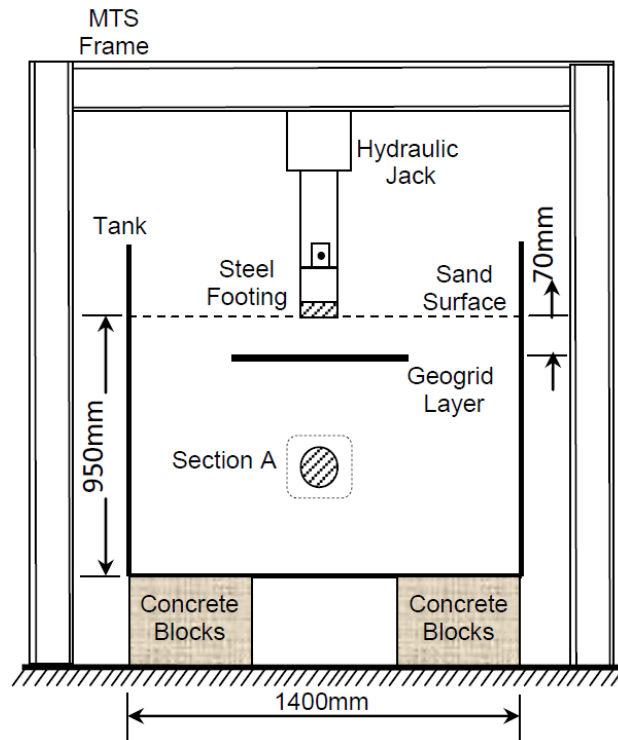 MTS
Frame
Hydraulic
Jack
Tank
Steel
Footing
Sand
Surface
70mm
Geogrid
Layer
Section A
950mm
Concrete
Blocks
Concrete
Blocks
1400mm